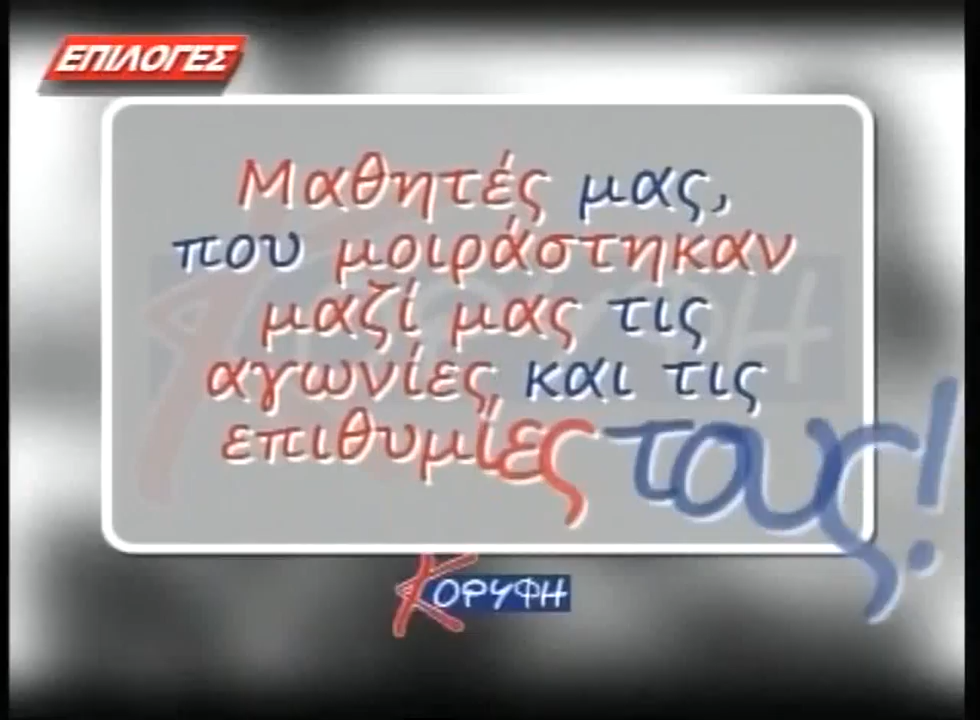 ΕΠΙΛΟΓΕΣ
Μαθητές μας,
που μοιράστηκαν
μαζί μας τις
αγωνίες και τις
επιθυμίες τους!
ΚΟΡΥΦΗ